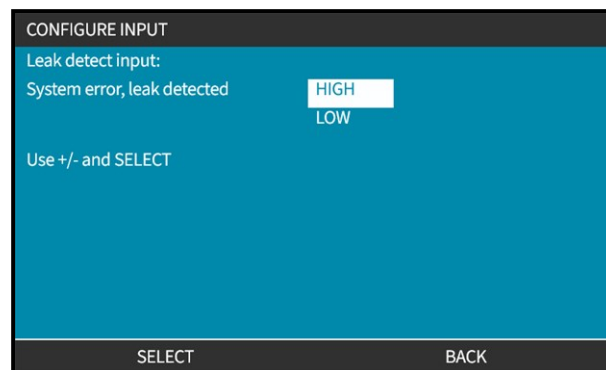 CONFIGURE INPUT
Leak detect input:
System error, leak detected HIGH
LOW
Use +/- and SELECT
SELECT BACK